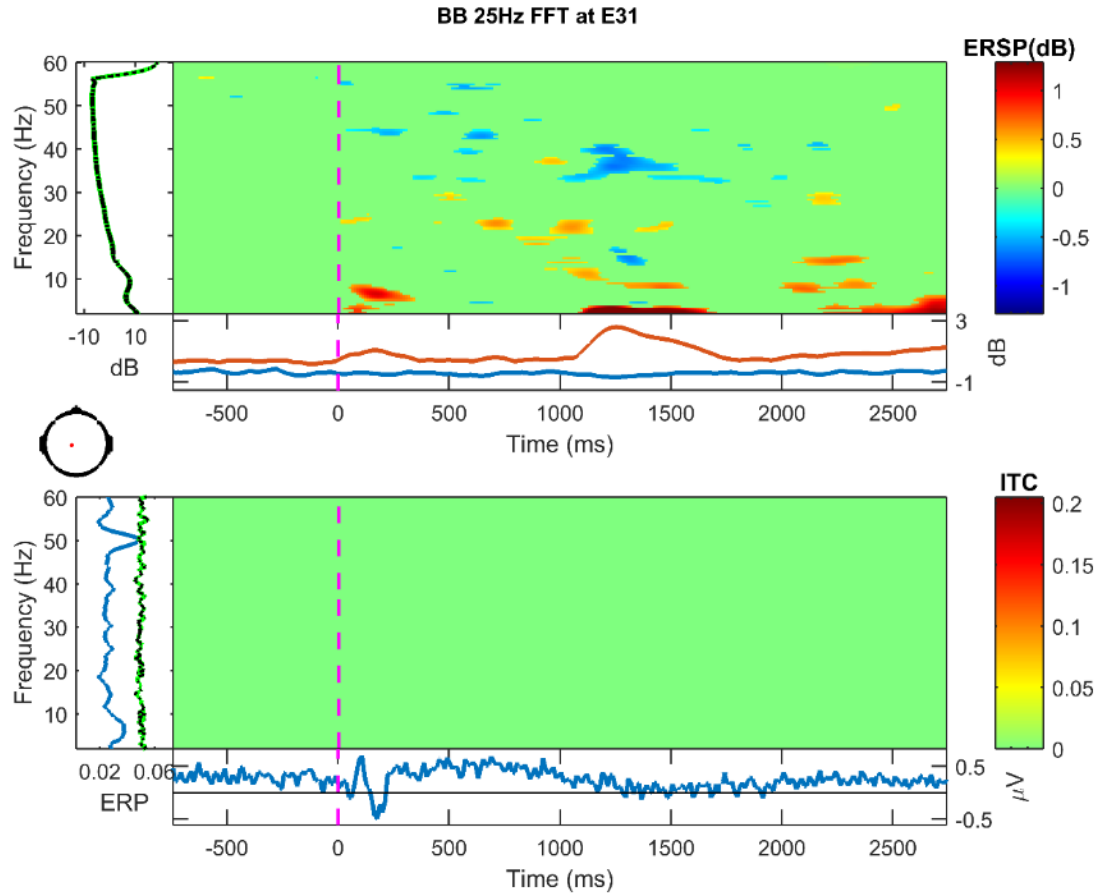 BB 25Hz FFT at E31
ERSP(dB)
60
50
40
30
20
10
Frequency (Hz)
1
0.5
0
-0.5
-1
-10 10
dB
3
-1
dB
-500 0 500 1000 1500 2000 2500
Time (ms)
ITC
60
50
40
30
20
10
Frequency (Hz)
0.2
0.15
0.1
0.05
0
0.02 0.06
ERP
0.5
-0.5
μV
-500 0 500 1000 1500 2000 2500
Time (ms)